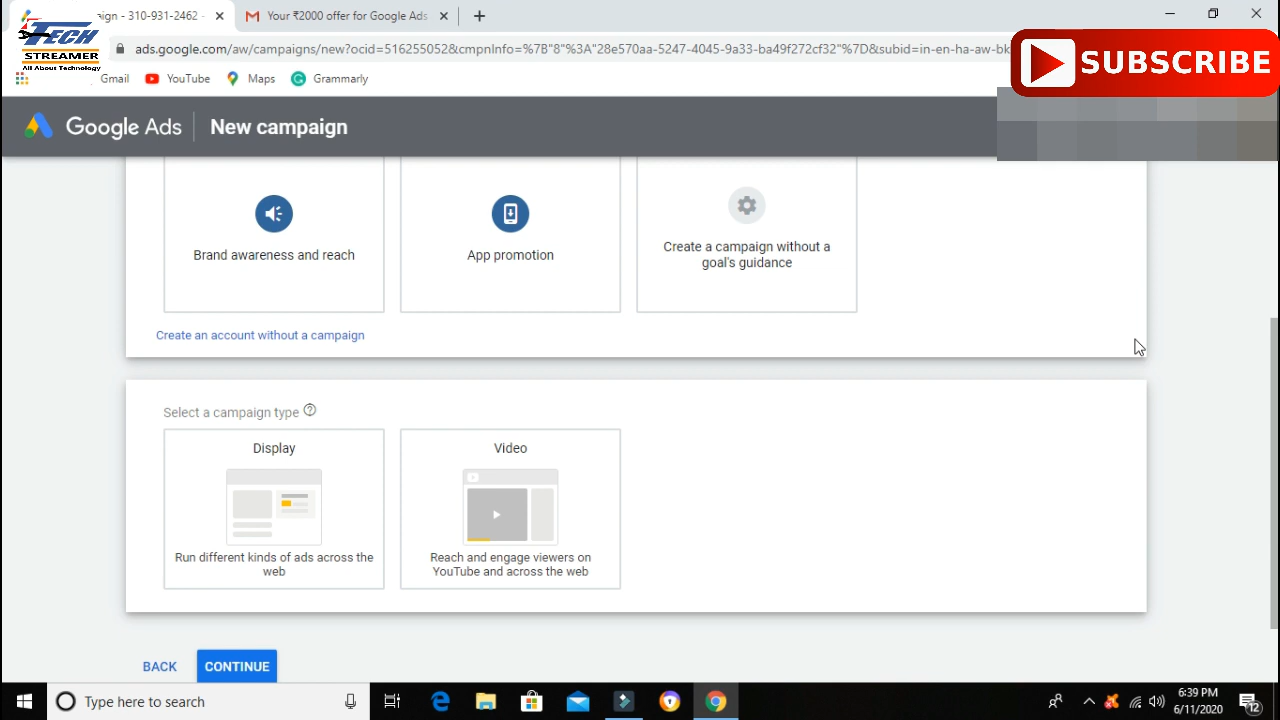 aign - 310-931-2462 -
Your ₹2000 offer for Google Ads
TECH
STREAMER
All About Technology
ads.google.com/aw/campaigns/new?ocid=516255052&cmpnInfo=%7B"8"%3A"28e570aa-5247-4045-9398-ba49f272cf32"%7D&subid=in-en-ha-aw-bk
SUBSCRIBE
Gmail
YouTube
Maps
Grammarly
Google Ads
New campaign
Brand awareness and reach
App promotion
Create a campaign without a
goal's guidance
Create an account without a campaign
Select a campaign type
Display
Video
Run different kinds of ads across the
web
Reach and engage viewers on
YouTube and across the web
BACK
CONTINUE
Type here to search
6:39 PM
6/11/2020
12